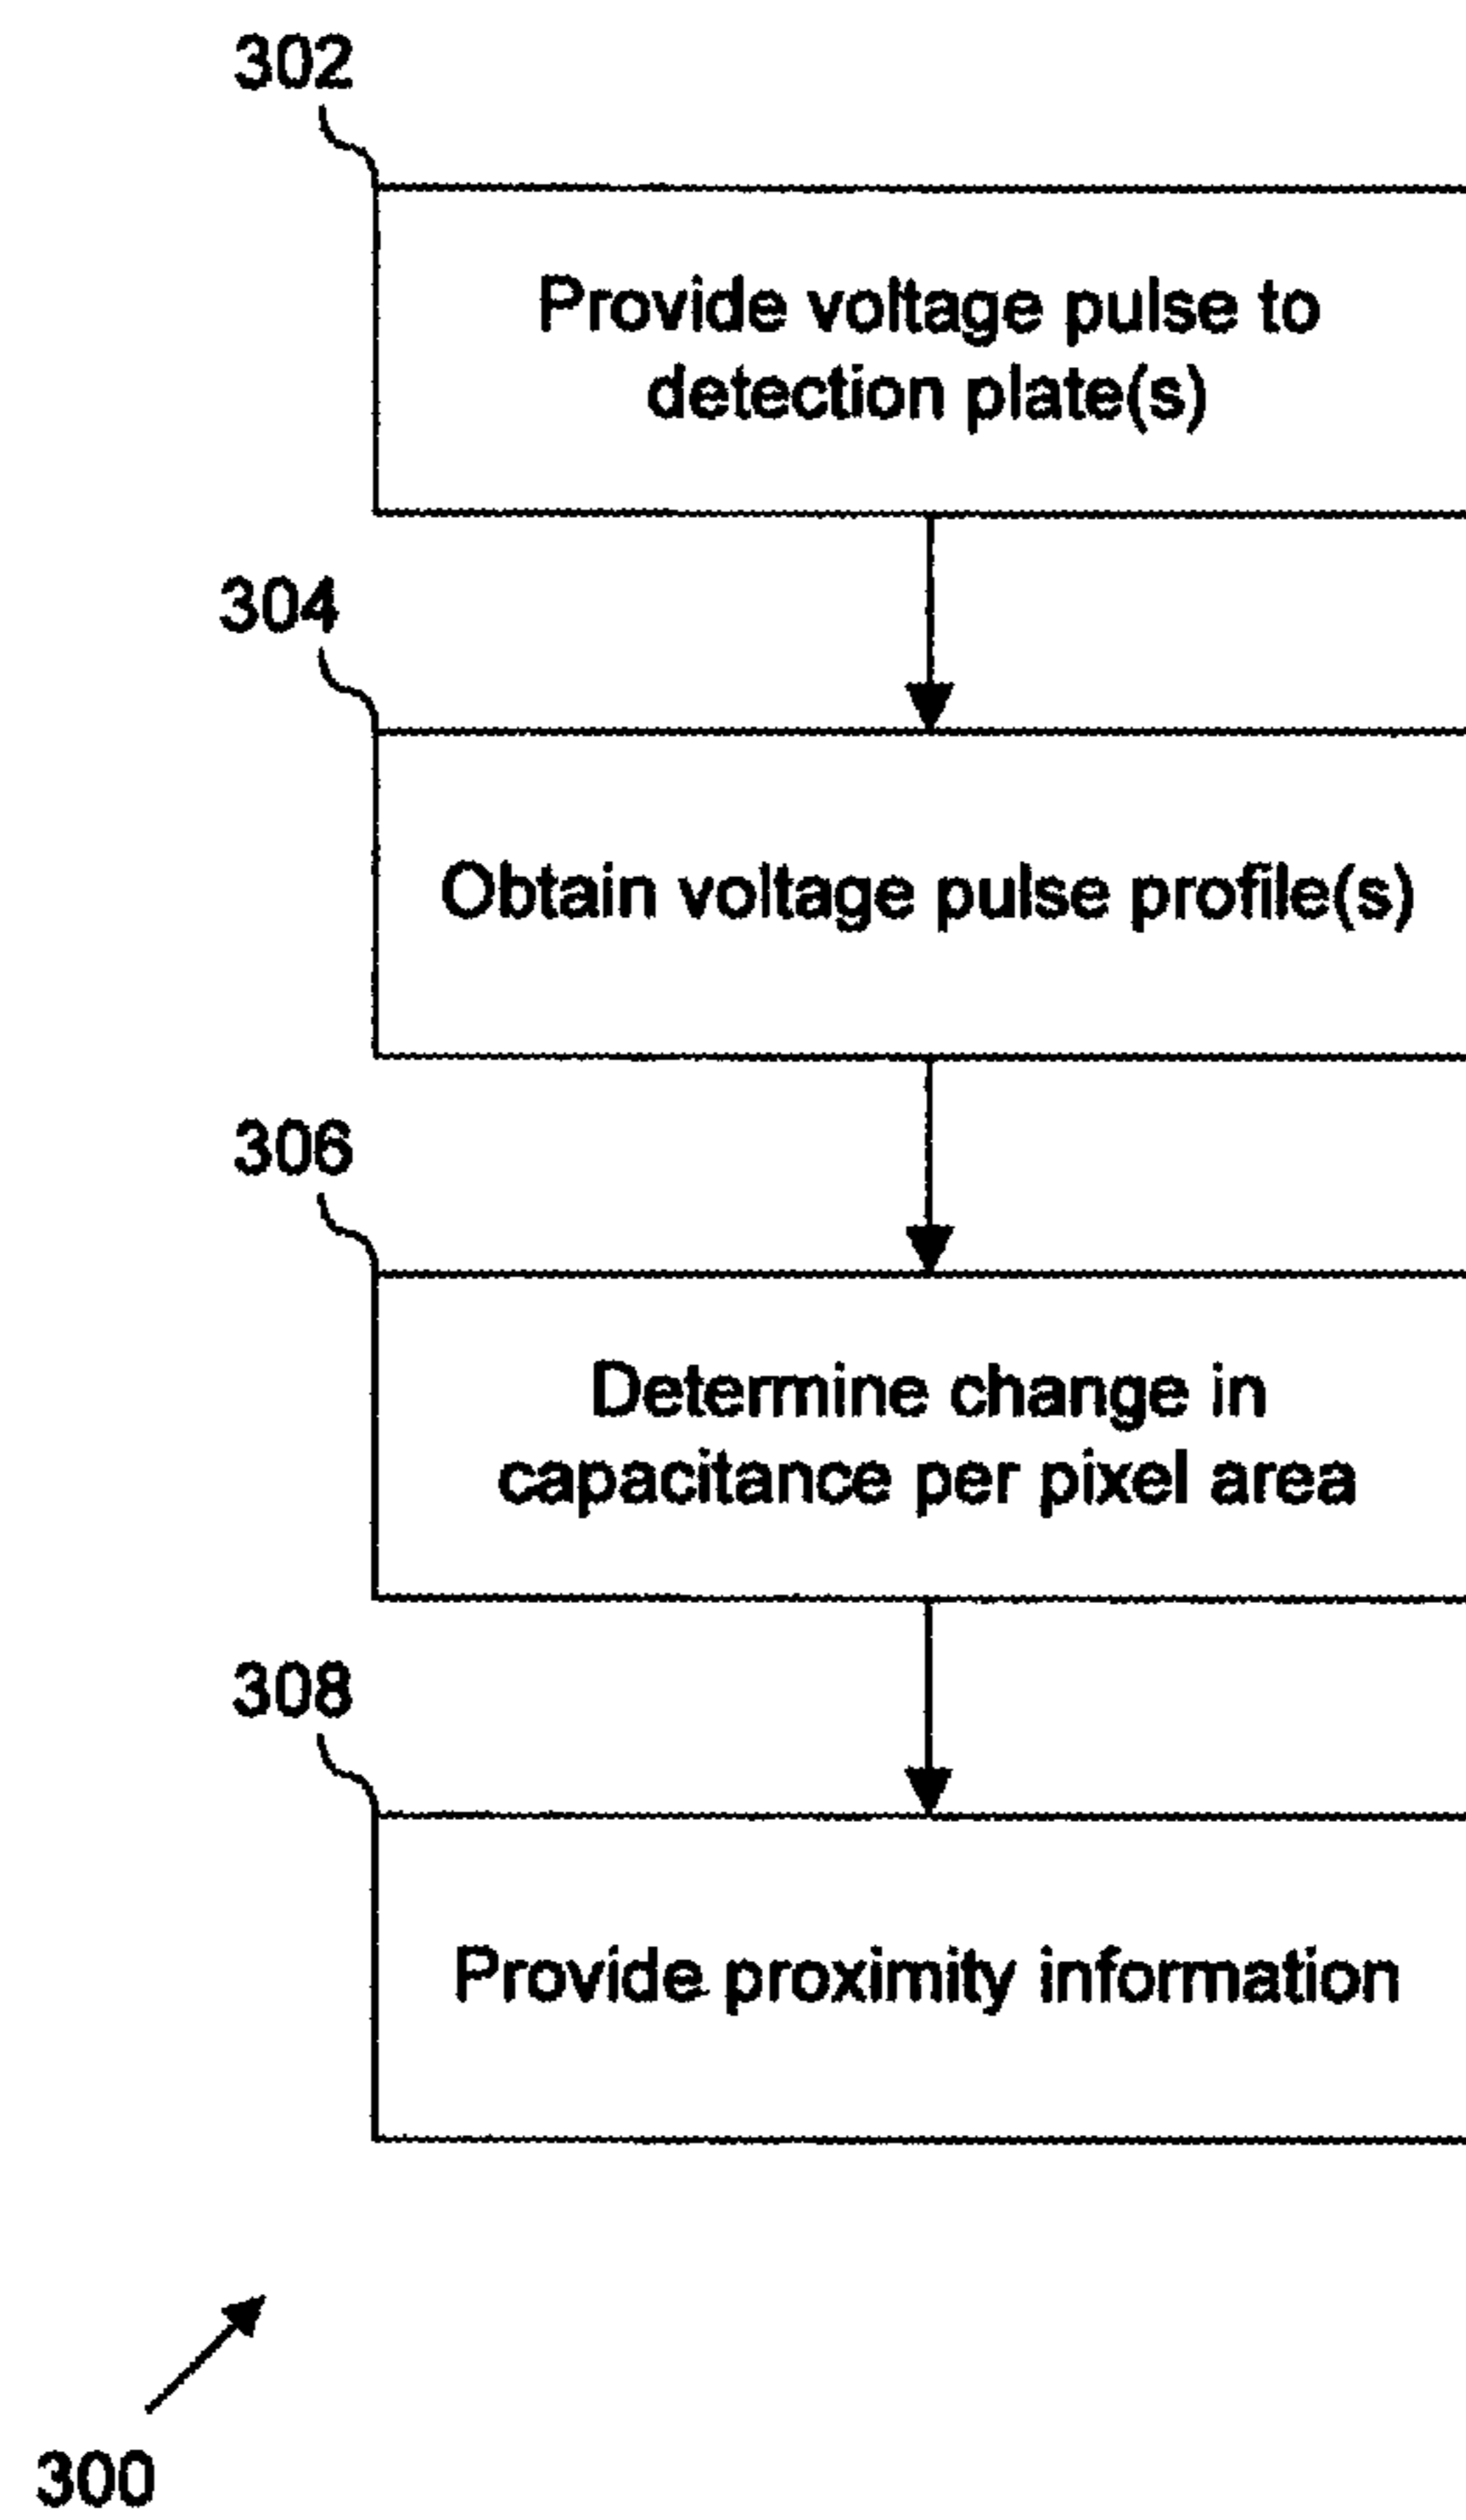 302
Provide voltage pulse to
detection plate(s)
304
Obtain voltage pulse profile(s)
306
Determine change in
capacitance per pixel area
308
Provide proximity information
300